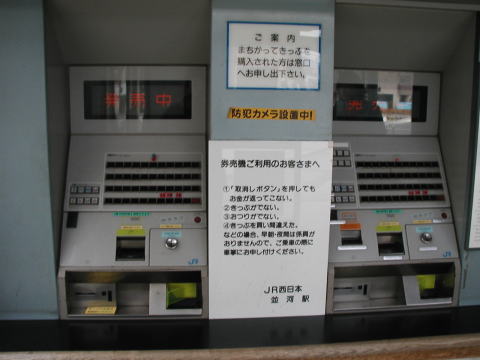 ご案内
まちがってきっぷを
購入された方は窓口
へお申し出下さい。
防犯カメラ設置中!
発売中
券売機ご利用のお客さまへ
①「取消しボタン」を押しても
お金が返ってこない。
②きっぷがでない。
③おつりがでない。
④きっぷを買い間違えた。
などの場合、早朝・夜間は係員が
おりませんので、ご乗車の際に
車掌にお申し付けください。
JR西日本
並河駅
JR
JR